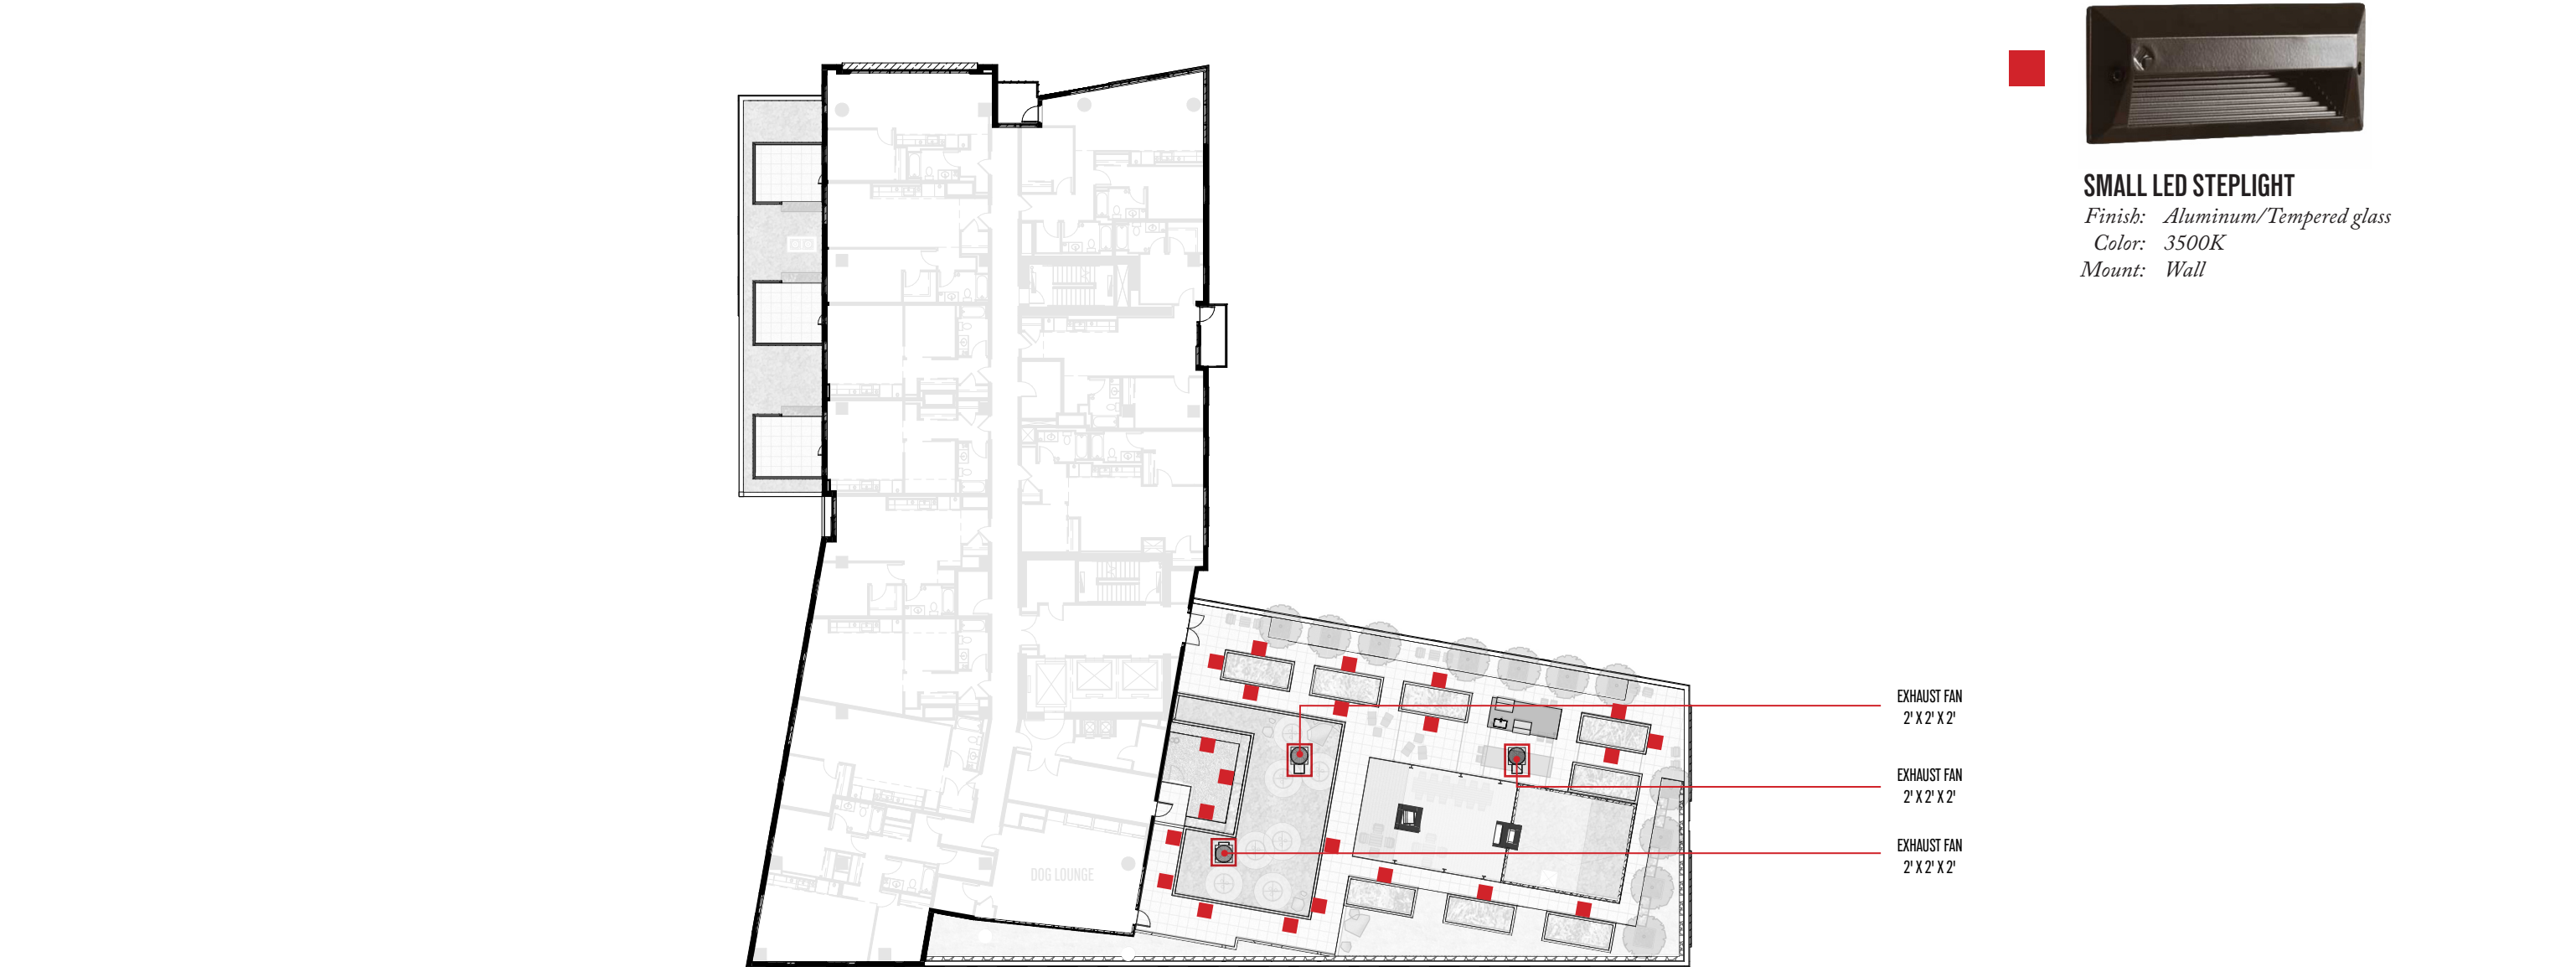 SMALL LED STEPLIGHT
Finish: Aluminum/Tempered glass
Color: 3500K
Mount: Wall
EXHAUST FAN
2' X 2' X 2'
EXHAUST FAN
2' X 2' X 2'
EXHAUST FAN
2' X 2' X 2'
DOG LOUNGE